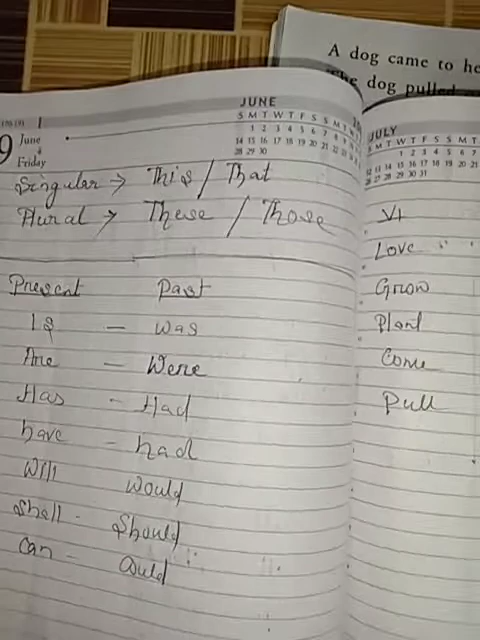 A dog came to he
dog pulled
JUNE
S M T W T F S S M T W T F S
1 2 3 4 5 6 7 8 9
14 15 16 17 18 19 20 21
28 29 30
9 June
Friday
Singular → This / That
Plural → These / Those
Present Past
Is - was
Are - Were
Has - Had
have - had
Will Would
Shall - Should
Can - Could
JULY
S M T W T F S S M T W T F S
1 2 3 4 5 6 7
12 13 14 15 16 17 18 19 20 21
26 27 28 29 30 31
V1
Love
Grow
Plant
Come
Pull